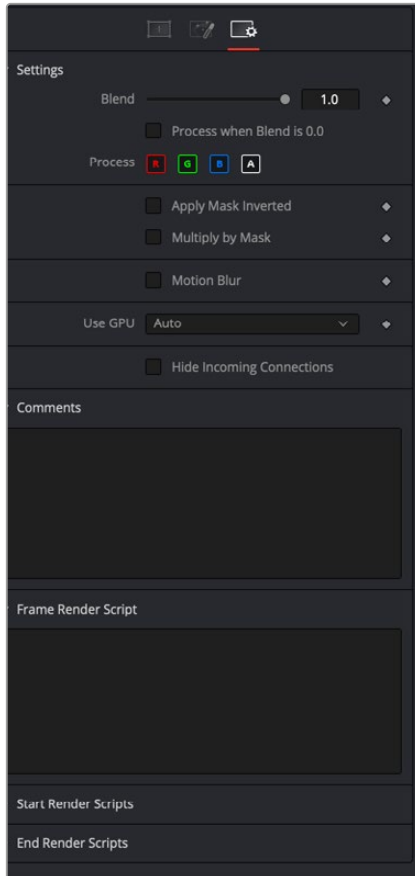 Settings
Blend 1.0
Process when Blend is 0.0
Process R G B A
Apply Mask Inverted
Multiply by Mask
Motion Blur
Use GPU Auto
Hide Incoming Connections
Comments
Frame Render Script
Start Render Scripts
End Render Scripts